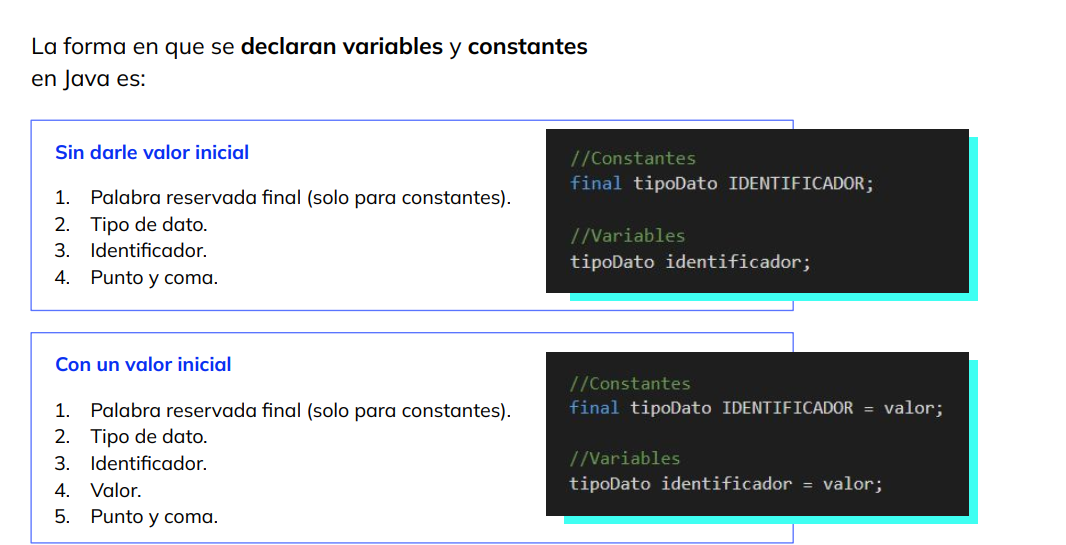 La forma en que se declaran variables y constantes
en Java es:
Sin darle valor inicial
1. Palabra reservada final (solo para constantes).
2. Tipo de dato.
3. Identificador.
4. Punto y coma.
//Constantes
final tipoDato IDENTIFICADOR;
//Variables
tipoDato identificador;
Con un valor inicial
1. Palabra reservada final (solo para constantes).
2. Tipo de dato.
3. Identificador.
4. Valor.
5. Punto y coma.
//Constantes
final tipoDato IDENTIFICADOR = valor;
//Variables
tipoDato identificador = valor;